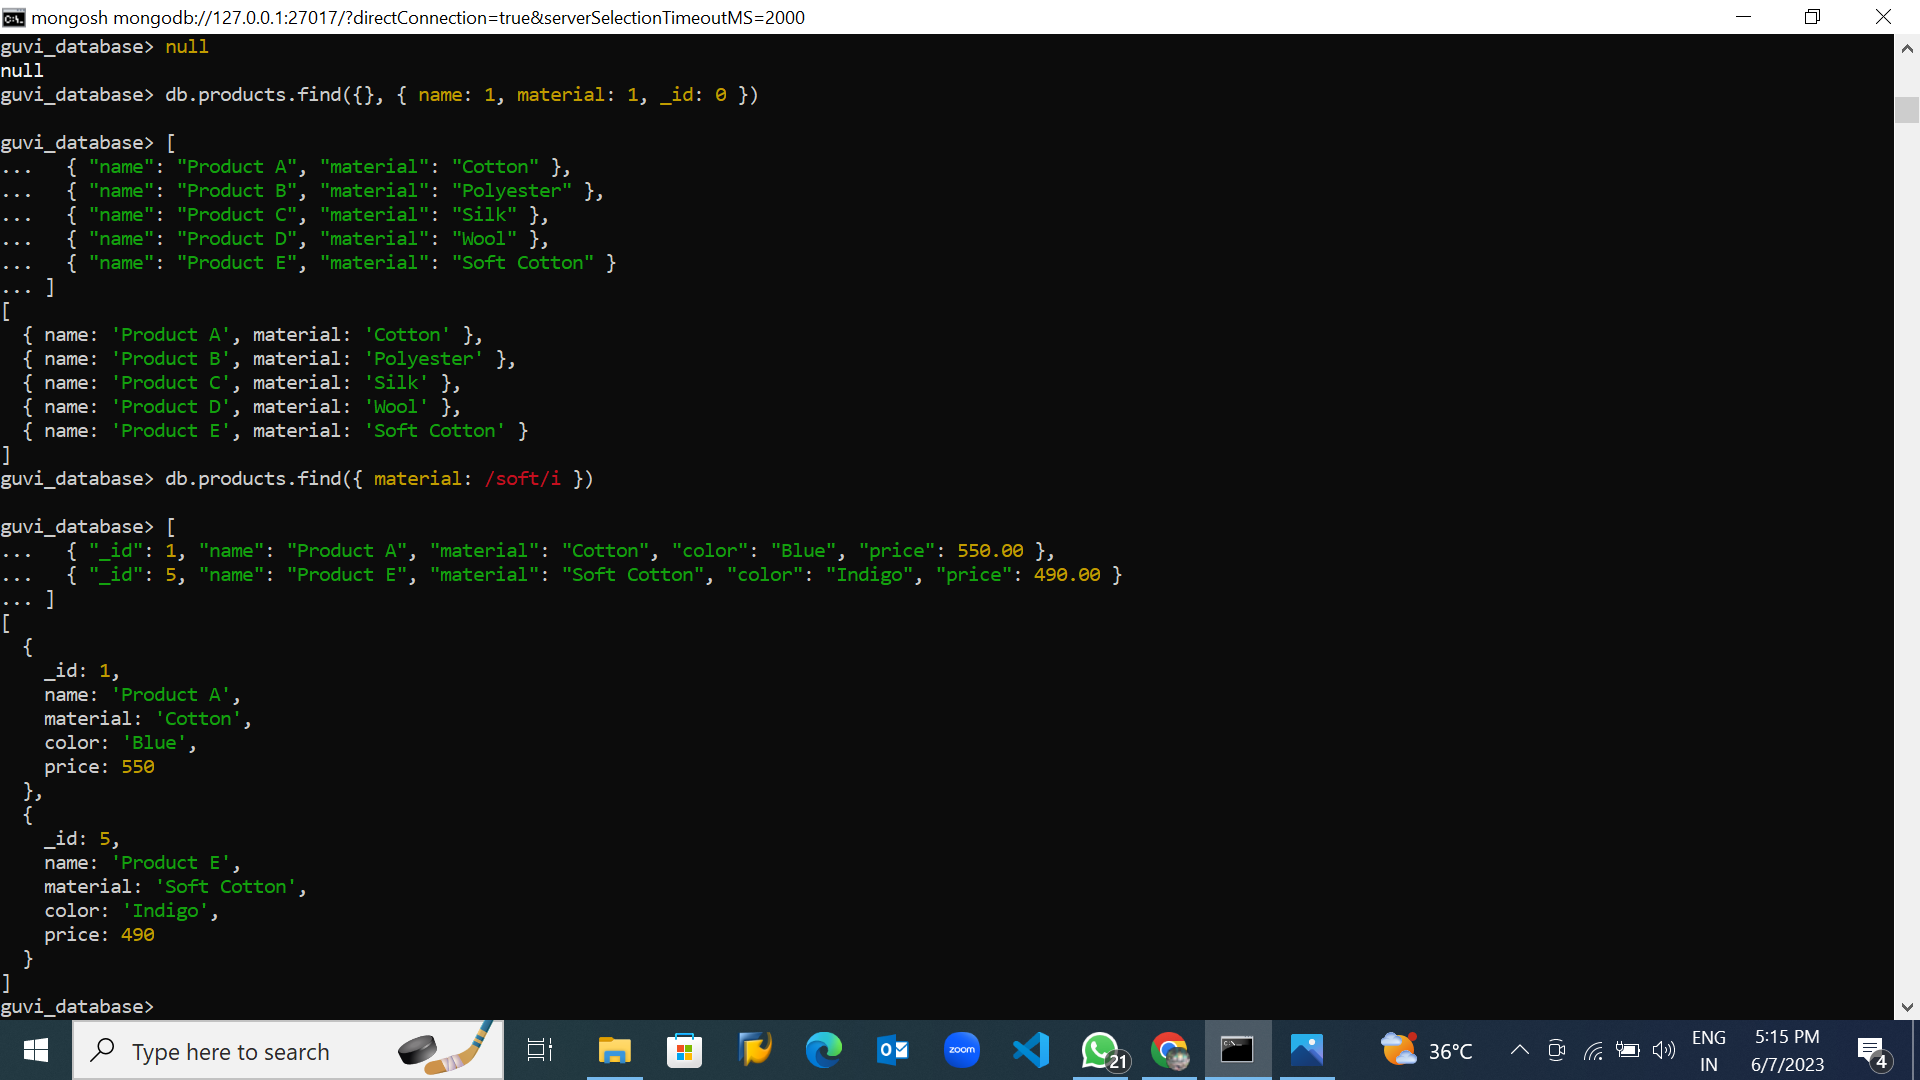 mongosh mongodb://127.0.0.1:27017/?directConnection=true&serverSelectionTimeoutMS=2000
guvi_database> null
null
guvi_database> db.products.find({}, { name: 1, material: 1, _id: 0 })
guvi_database> [
...   { "name": "Product A", "material": "Cotton" },
...   { "name": "Product B", "material": "Polyester" },
...   { "name": "Product C", "material": "Silk" },
...   { "name": "Product D", "material": "Wool" },
...   { "name": "Product E", "material": "Soft Cotton" }
... ]
[
  { name: 'Product A', material: 'Cotton' },
  { name: 'Product B', material: 'Polyester' },
  { name: 'Product C', material: 'Silk' },
  { name: 'Product D', material: 'Wool' },
  { name: 'Product E', material: 'Soft Cotton' }
]
guvi_database> db.products.find({ material: /soft/i })
guvi_database> [
...   { "_id": 1, "name": "Product A", "material": "Cotton", "color": "Blue", "price": 550.00 },
...   { "_id": 5, "name": "Product E", "material": "Soft Cotton", "color": "Indigo", "price": 490.00 }
... ]
[
  {
    _id: 1,
    name: 'Product A',
    material: 'Cotton',
    color: 'Blue',
    price: 550
  },
  {
    _id: 5,
    name: 'Product E',
    material: 'Soft Cotton',
    color: 'Indigo',
    price: 490
  }
]
guvi_database>
Type here to search
zoom
21
36°C
ENG
IN
5:15 PM
6/7/2023
4